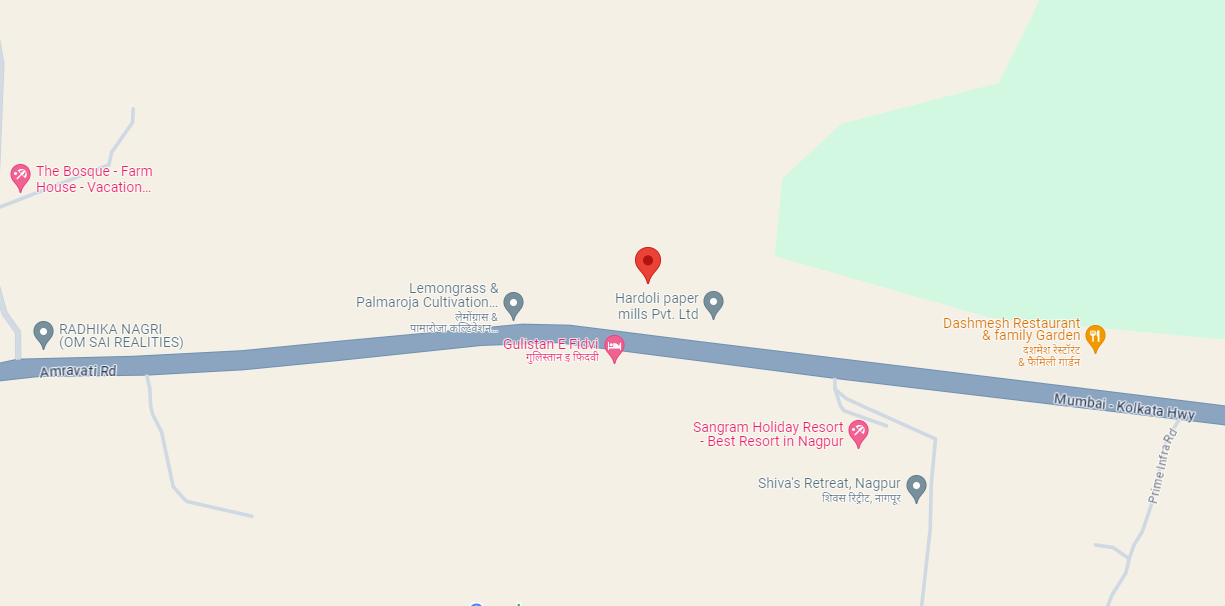 The Bosque - Farm
House - Vacation...
Lemongrass &
Palmaroja Cultivation...
लेमोंग्रास &
पामारोजा कल्टिवेशन...
Hardoli paper
mills Pvt. Ltd
RADHIKA NAGRI
(OM SAI REALITIES)
Dashmesh Restaurant
& family Garden
दशमेश रेस्टॉरंट
& फॅमिली गार्डन
Gulistan E Fidvi
गुलिस्तान इ फिदवी
Amravati Rd
Mumbai - Kolkata Hwy
Sangram Holiday Resort
- Best Resort in Nagpur
Prime Infra Rd
Shiva's Retreat, Nagpur
शिवस रिट्रीट, नागपूर